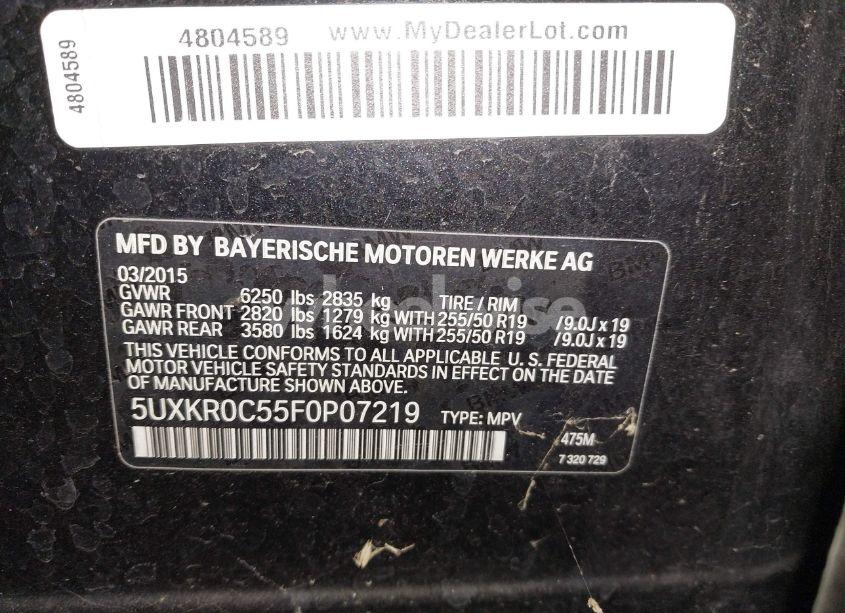 4804589
4804589
www.MyDealerLot.com
MFD BY BAYERISCHE MOTOREN WERKE AG
03/2015
GVWR 6250 lbs 2835 kg TIRE / RIM
GAWR FRONT 2820 lbs 1279 kg WITH 255/50 R19 /9.0J x 19
GAWR REAR 3580 lbs 1624 kg WITH 255/50 R19 /9.0J x 19
THIS VEHICLE CONFORMS TO ALL APPLICABLE U. S. FEDERAL
MOTOR VEHICLE SAFETY STANDARDS IN EFFECT ON THE DATE
OF MANUFACTURE SHOWN ABOVE.
5UXKR0C55F0P07219 TYPE: MPV
475M
7 320 729